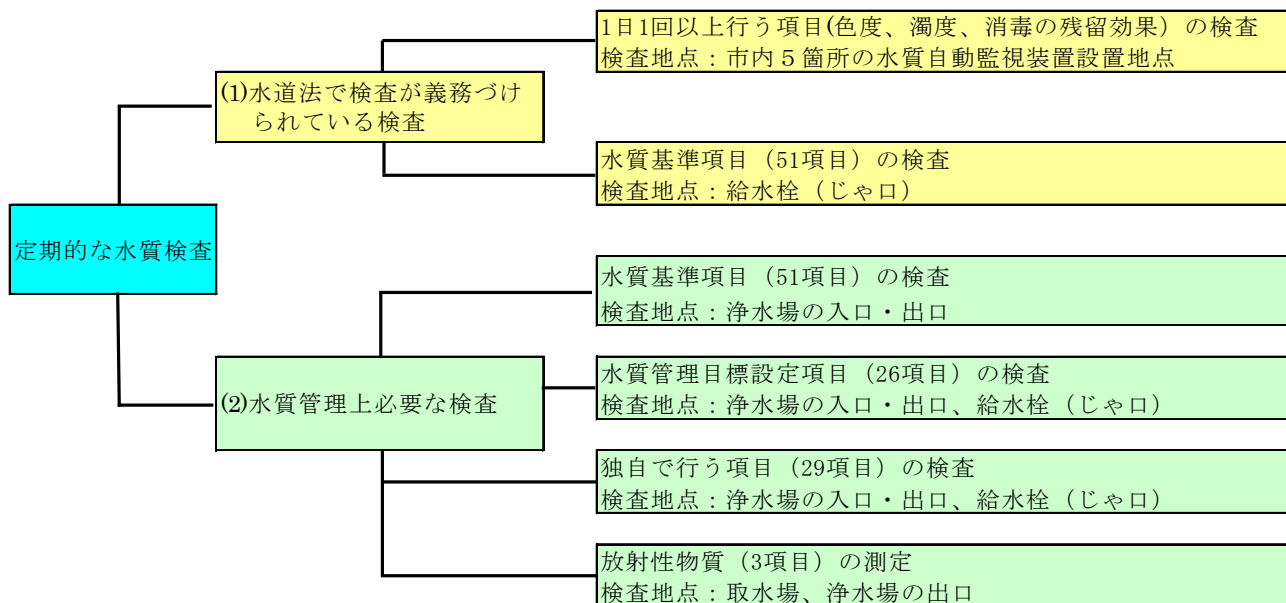 定期的な水質検査
(1)水道法で検査が義務づけ
られている検査
1日1回以上行う項目(色度、濁度、消毒の残留効果）の検査
検査地点：市内５箇所の水質自動監視装置設置地点
水質基準項目（51項目）の検査
検査地点：給水栓（じゃ口）
(2)水質管理上必要な検査
水質基準項目（51項目）の検査
検査地点：浄水場の入口・出口
水質管理目標設定項目（26項目）の検査
検査地点：浄水場の入口・出口、給水栓（じゃ口）
独自で行う項目（29項目）の検査
検査地点：浄水場の入口・出口、給水栓（じゃ口）
放射性物質（3項目）の測定
検査地点：取水場、浄水場の出口